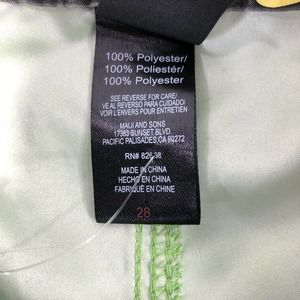 100% Polyester/
100% Poliéster/
100% Polyester
SEE REVERSE FOR CARE/
VE AL REVERSO PARA CUIDADO/
VOIR L'ENVERS POUR ENTRETIEN
MAUI AND SONS
17383 SUNSET BLVD.
PACIFIC PALISADES, CA 90272
RN#
MADE IN CHINA
HECHO EN CHINA
FABRIQUÉ EN CHINE
28